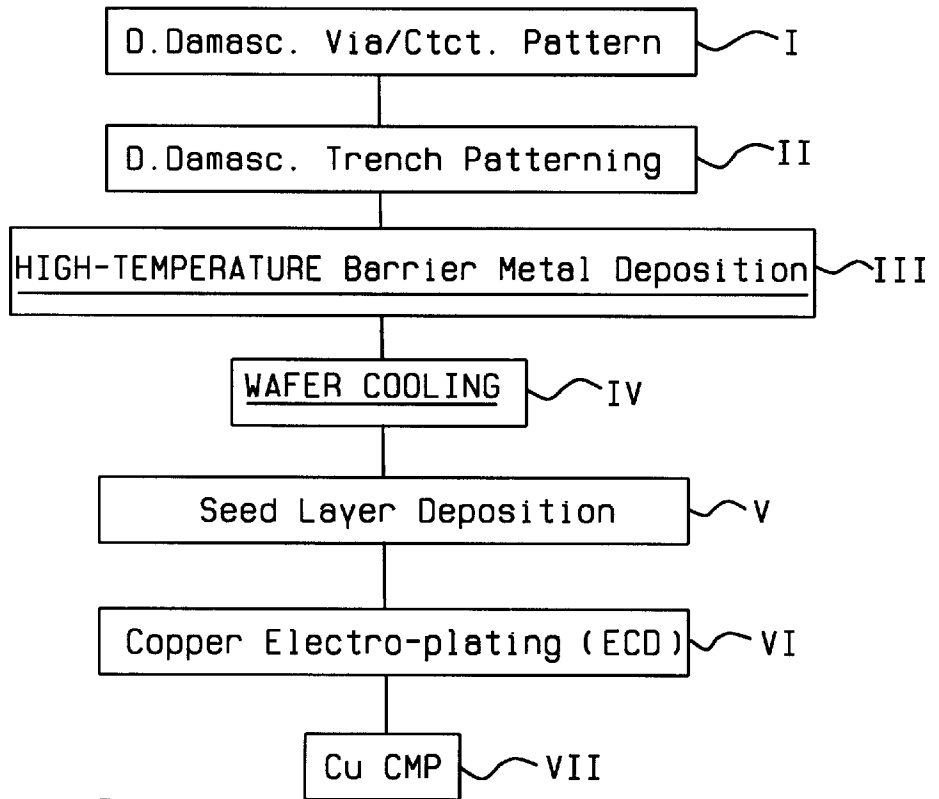 D.Damasc. Via/Ctct. Pattern I
D.Damasc. Trench Patterning II
HIGH-TEMPERATURE Barrier Metal Deposition III
WAFER COOLING IV
Seed Layer Deposition V
Copper Electro-plating (ECD) VI
Cu CMP VII